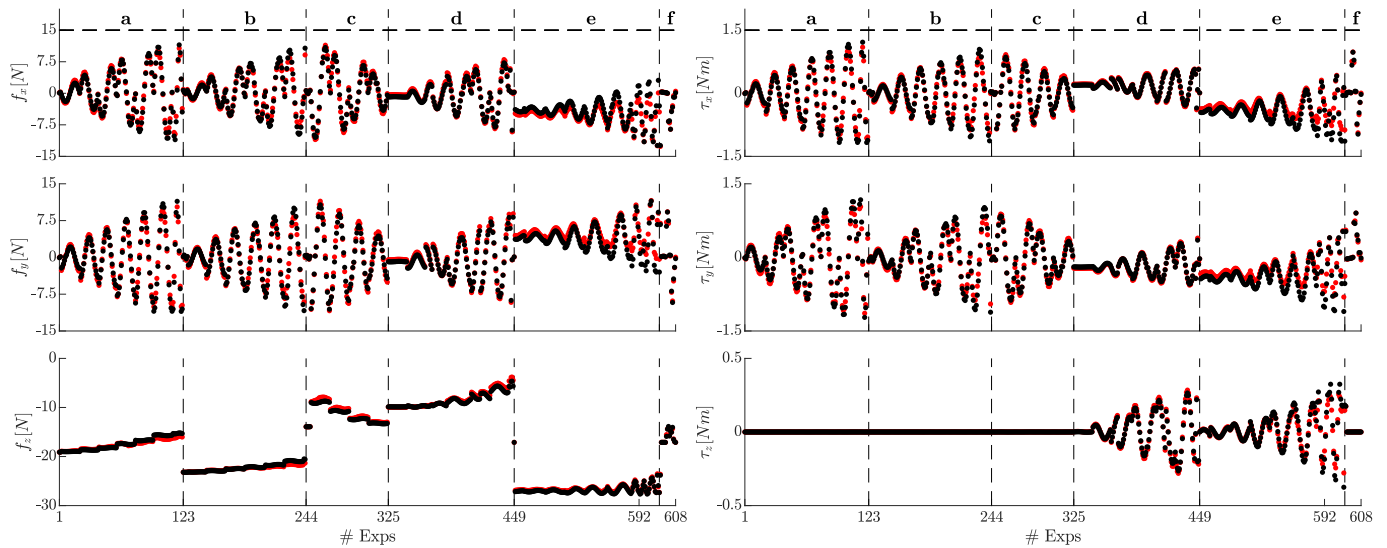 a b c d e f
15
7.5
0
-7.5
-15
f_x[N]
15
7.5
0
-7.5
-15
f_y[N]
0
-10
-20
-30
f_z[N]
1 123 244 325 449 592 608
# Exps
a b c d e f
1.5
0
-1.5
τ_x[Nm]
1.5
0
-1.5
τ_y[Nm]
0.5
0
-0.5
τ_z[Nm]
1 123 244 325 449 592 608
# Exps